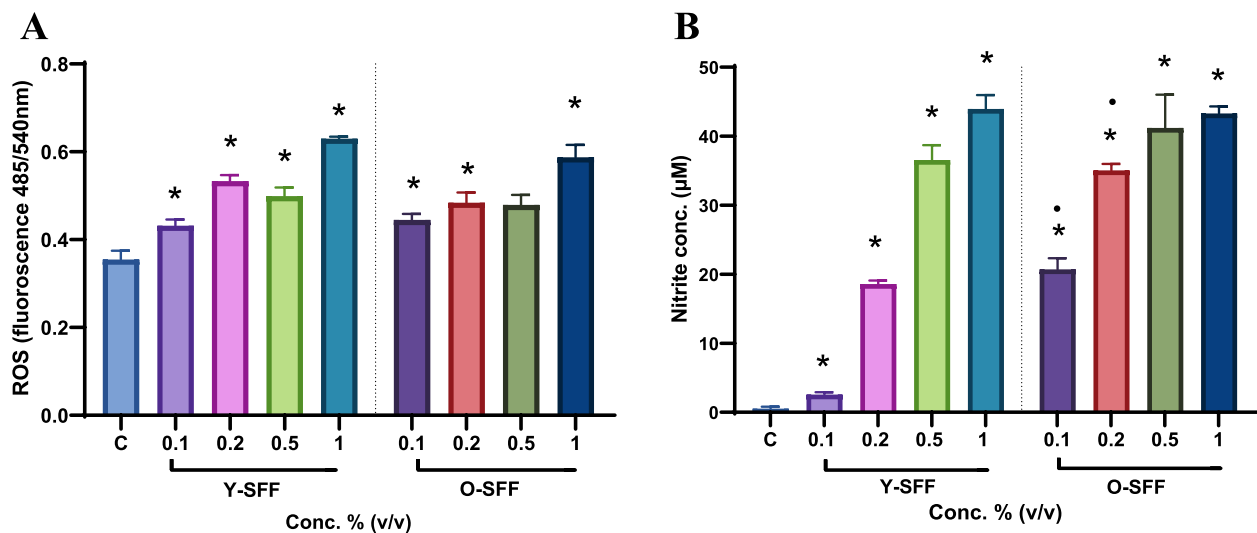 A
ROS (fluoroscence 485/540nm)
0.8
0.6
0.4
0.2
0.0
* * * * * * *
C 0.1 0.2 0.5 1 0.1 0.2 0.5 1
Y-SFF O-SFF
Conc. % (v/v)
B
Nitrite conc. (µM)
50
40
30
20
10
0
* * * * •* •* * *
C 0.1 0.2 0.5 1 0.1 0.2 0.5 1
Y-SFF O-SFF
Conc. % (v/v)